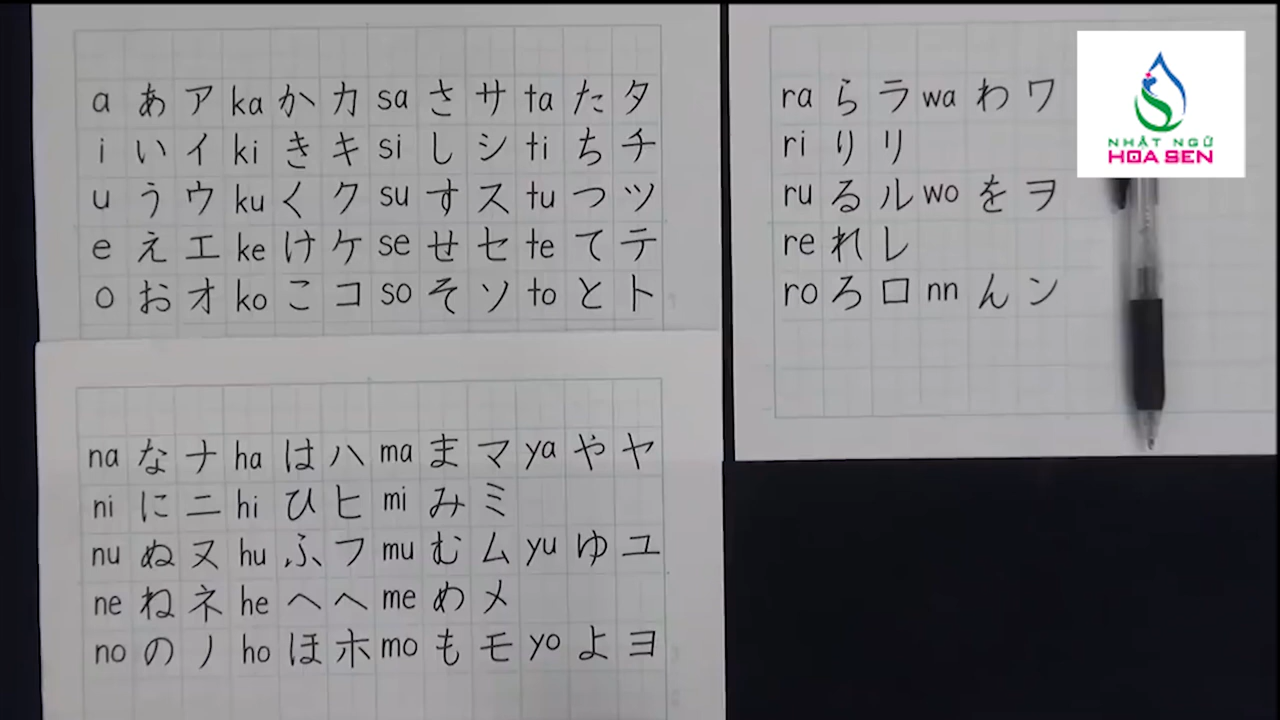 a あ ア ka か カ sa さ サ ta た タ
i い イ ki き キ si し シ ti ち チ
u う ウ ku く ク su す ス tu つ ツ
e え エ ke け ケ se せ セ te て テ
o お オ ko こ コ so そ ソ to と ト
na な ナ ha は ハ ma ま マ ya や ヤ
ni に ニ hi ひ ヒ mi み ミ
nu ぬ ヌ hu ふ フ mu む ム yu ゆ ユ
ne ね ネ he へ ヘ me め メ
no の ノ ho ほ ホ mo も モ yo よ ヨ
ra ら ラ wa わ ワ
ri り リ
ru る ル wo を ヲ
re れ レ
ro ろ ロ nn ん ン
NHẬT NGỮ
HOA SEN